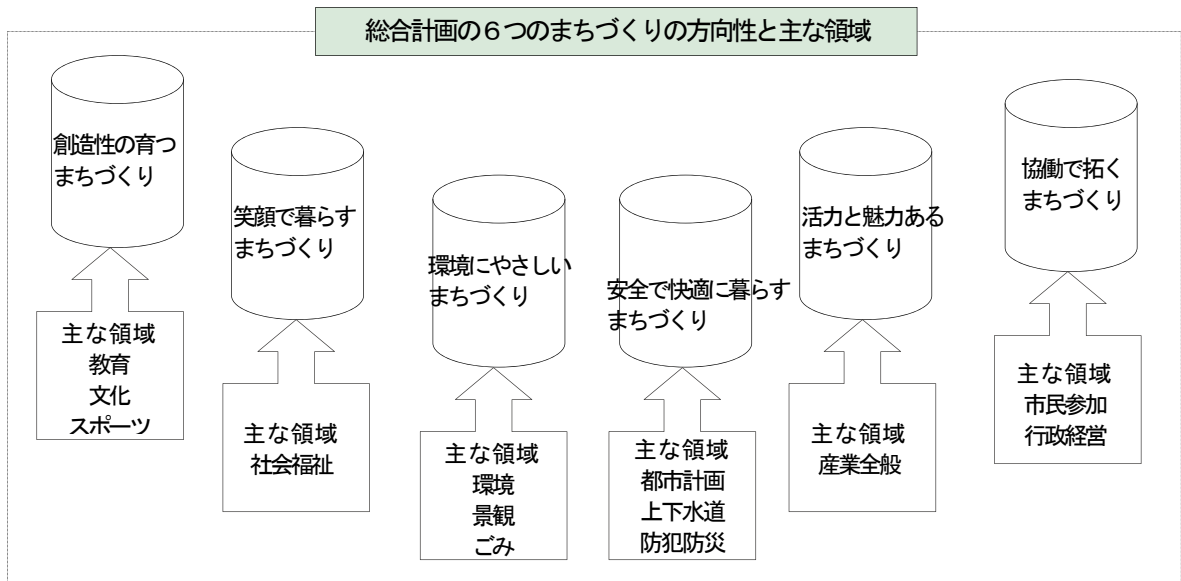 総合計画の６つのまちづくりの方向性と主な領域
創造性の育つ
まちづくり
主な領域
教育
文化
スポーツ
笑顔で暮らす
まちづくり
主な領域
社会福祉
環境にやさしい
まちづくり
主な領域
環境
景観
ごみ
安全で快適に暮らす
まちづくり
主な領域
都市計画
上下水道
防犯防災
活力と魅力ある
まちづくり
主な領域
産業全般
協働で拓く
まちづくり
主な領域
市民参加
行政経営